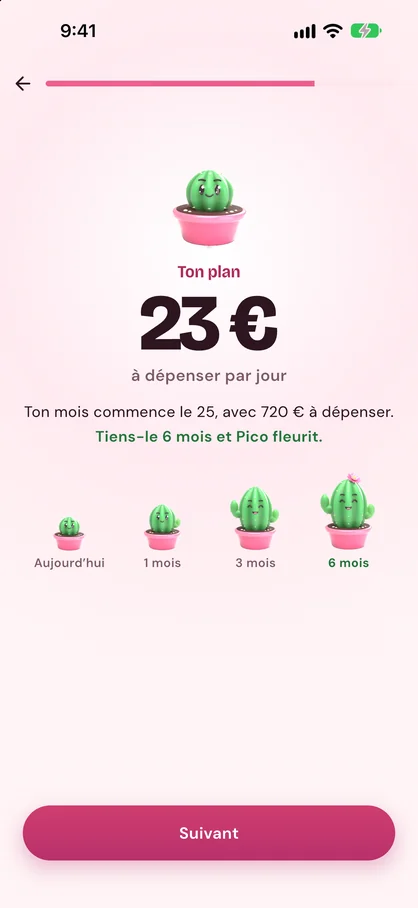 9:41
Ton plan
23 €
à dépenser par jour
Ton mois commence le 25, avec 720 € à dépenser.
Tiens-le 6 mois et Pico fleurit.
Aujourd'hui
1 mois
3 mois
6 mois
Suivant